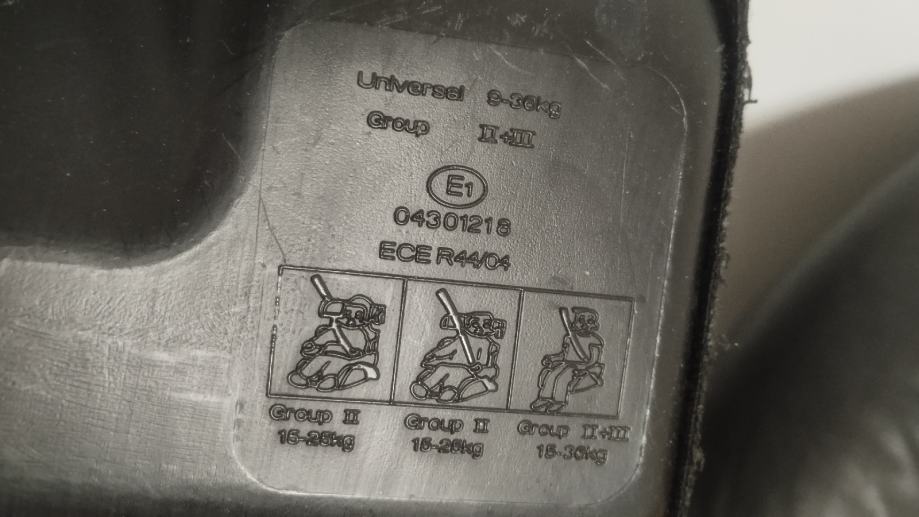 Universal 9-36kg
Group II+III
E1
04301218
ECE R44/04
Group II Group II Group II+III
15-25kg 15-25kg 15-36kg